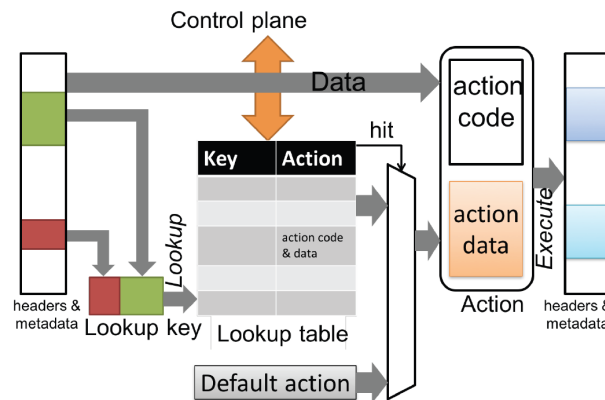 Control plane
Data
hit
Key Action
action code
& data
Lookup
headers &
metadata
Lookup key
Lookup table
Default action
action
code
action
data
Action
Execute
headers &
metadata